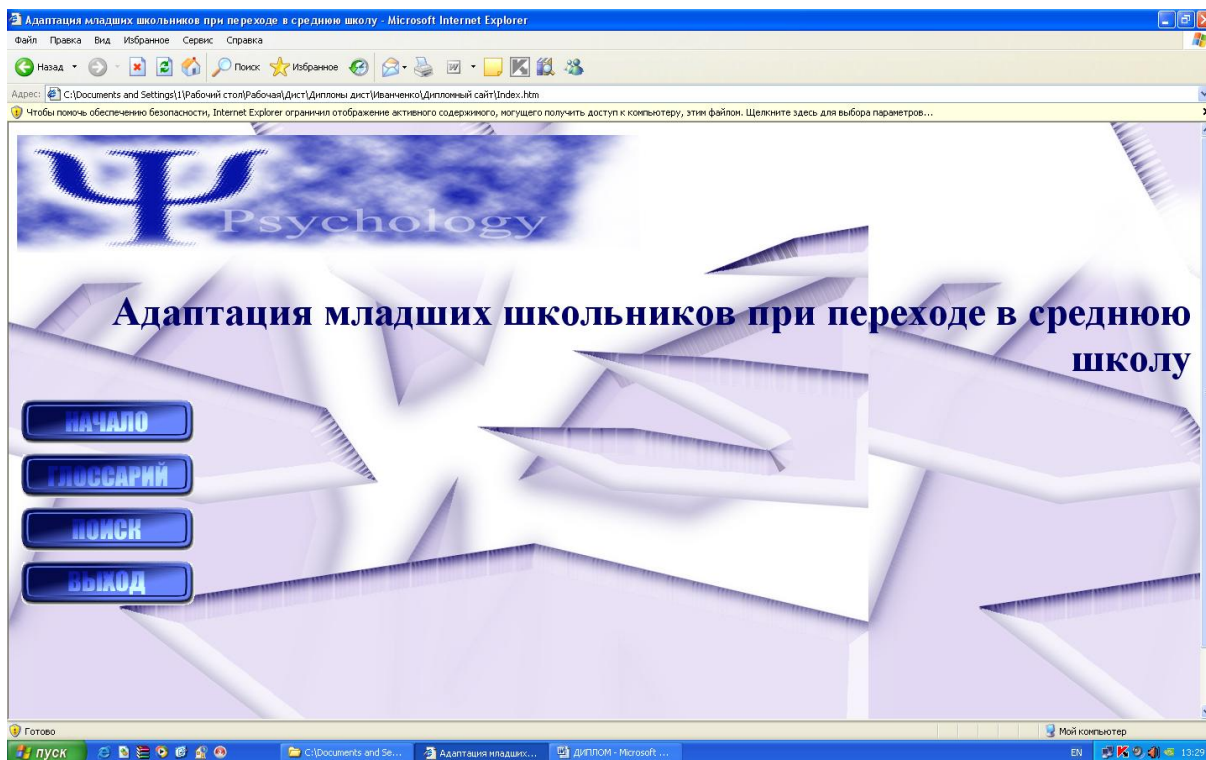 Адаптация младших школьников при переходе в среднюю школу - Microsoft Internet Explorer
Файл Правка Вид Избранное Сервис Справка
Назад Поиск Избранное
Адрес: C:\Documents and Settings\1\Рабочий стол\Рабочая\Дист\Дипломы дист\Иванченко\Дипломный сайт\Index.htm
Чтобы помочь обеспечению безопасности, Internet Explorer ограничил отображение активного содержимого, могущего получить доступ к компьютеру, этим файлом. Щелкните здесь для выбора параметров...
Ψ
Psychology
Адаптация младших школьников при переходе в среднюю
школу
НАЧАЛО
ГЛОССАРИЙ
ПОИСК
ВЫХОД
Готово Мой компьютер
пуск C:\Documents and Se... Адаптация младших... ДИПЛОМ - Microsoft ... EN 13:29